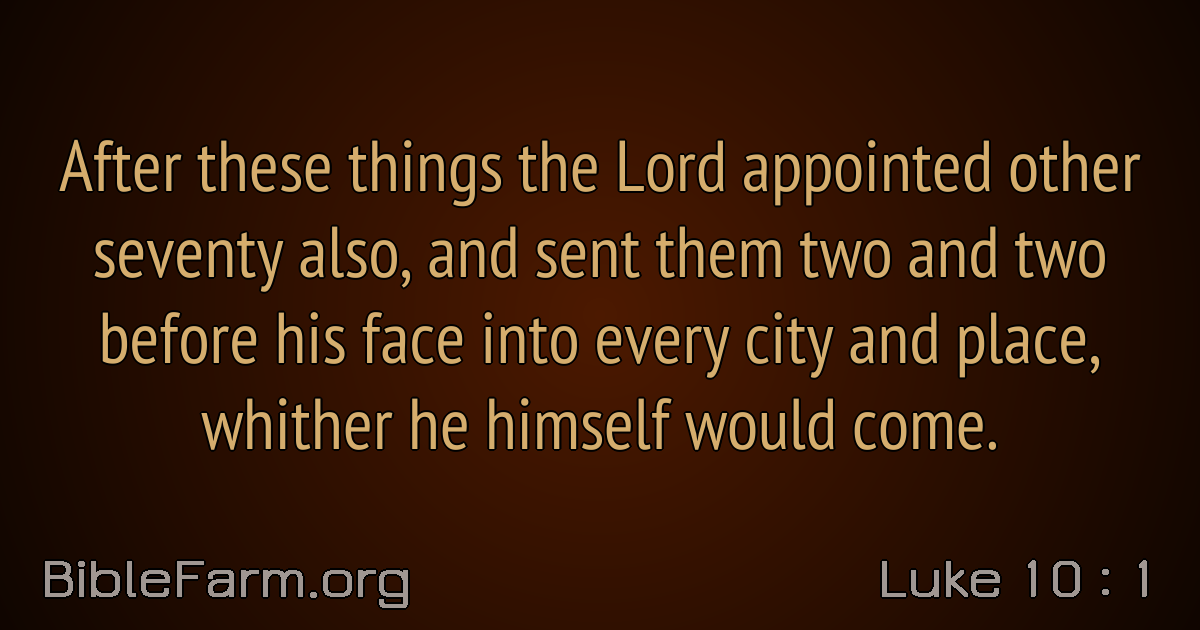 After these things the Lord appointed other
seventy also, and sent them two and two
before his face into every city and place,
whither he himself would come.
BibleFarm.org
Luke 10 : 1